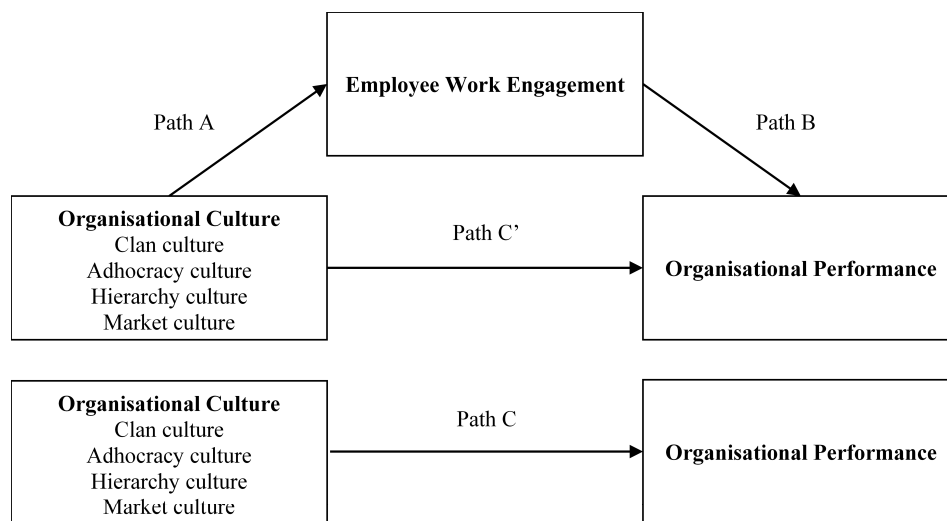 Employee Work Engagement
Path A
Path B
Organisational Culture
Clan culture
Adhocracy culture
Hierarchy culture
Market culture
Path C’
Organisational Performance
Organisational Culture
Clan culture
Adhocracy culture
Hierarchy culture
Market culture
Path C
Organisational Performance